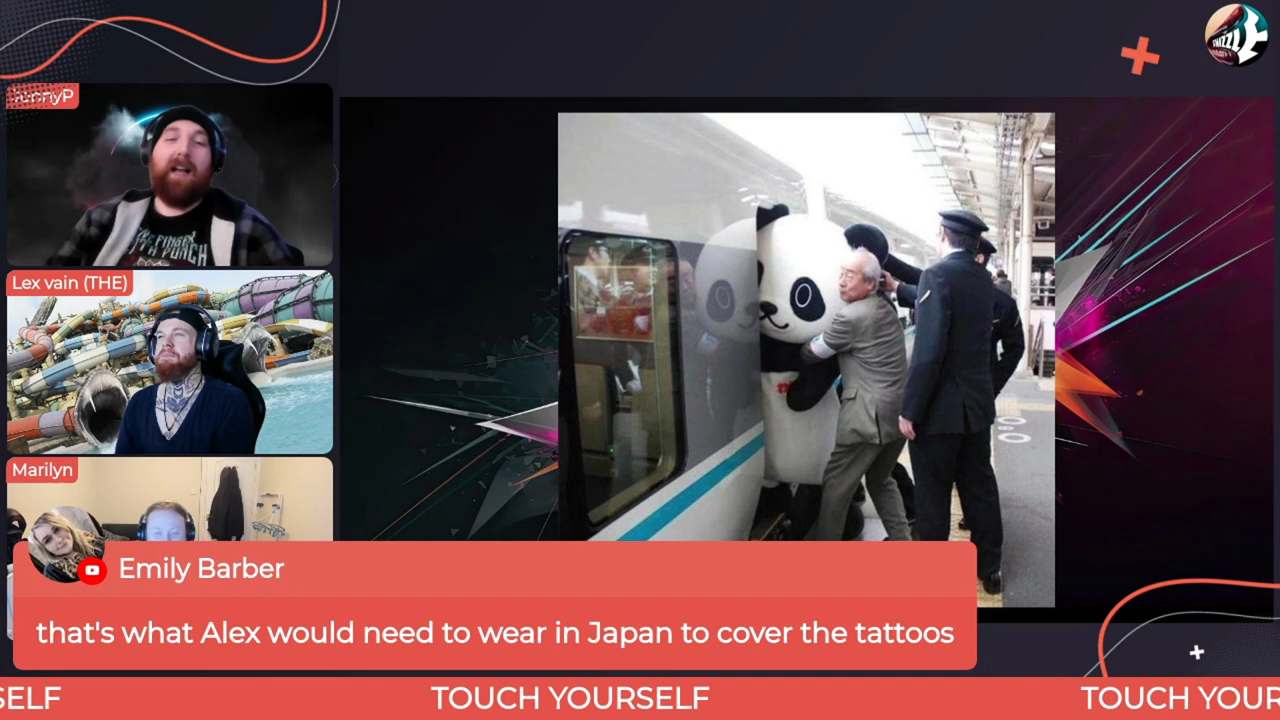 SunnyP
Lex vain (THE)
Marilyn
Emily Barber
that's what Alex would need to wear in Japan to cover the tattoos
SELF TOUCH YOURSELF TOUCH YOUR